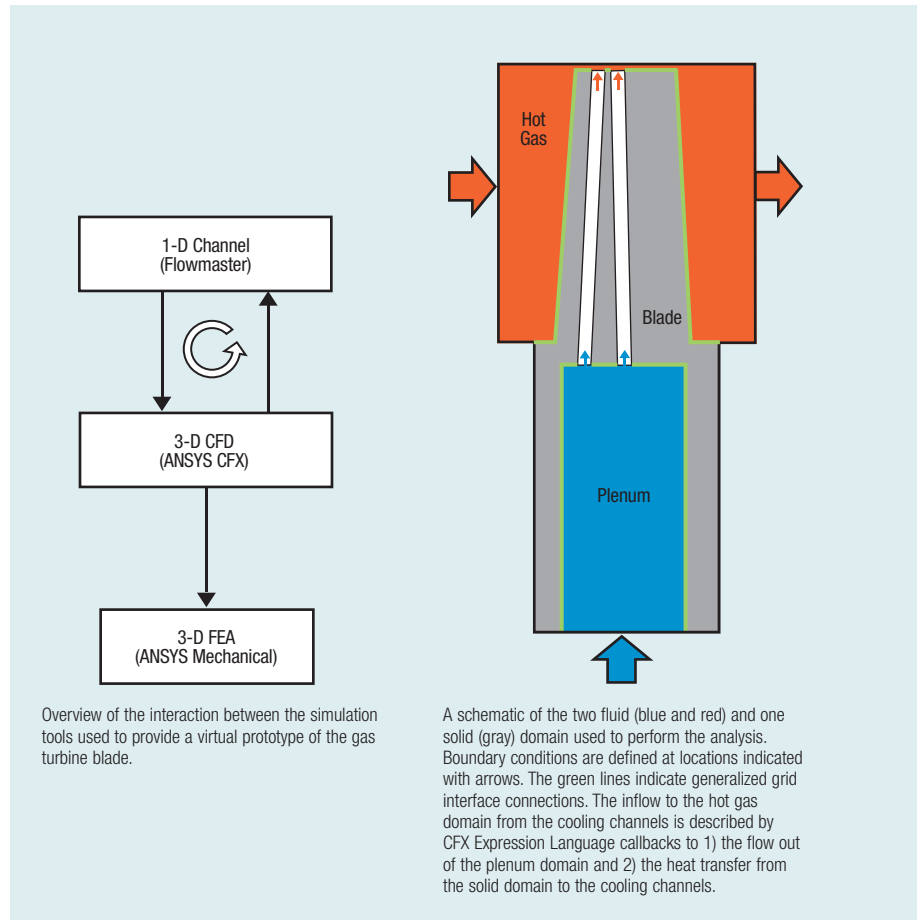 1-D Channel
(Flowmaster)
3-D CFD
(ANSYS CFX)
3-D FEA
(ANSYS Mechanical)
Overview of the interaction between the simulation
tools used to provide a virtual prototype of the gas
turbine blade.
Hot
Gas
Blade
Plenum
A schematic of the two fluid (blue and red) and one
solid (gray) domain used to perform the analysis.
Boundary conditions are defined at locations indicated
with arrows. The green lines indicate generalized grid
interface connections. The inflow to the hot gas
domain from the cooling channels is described by
CFX Expression Language callbacks to 1) the flow out
of the plenum domain and 2) the heat transfer from
the solid domain to the cooling channels.